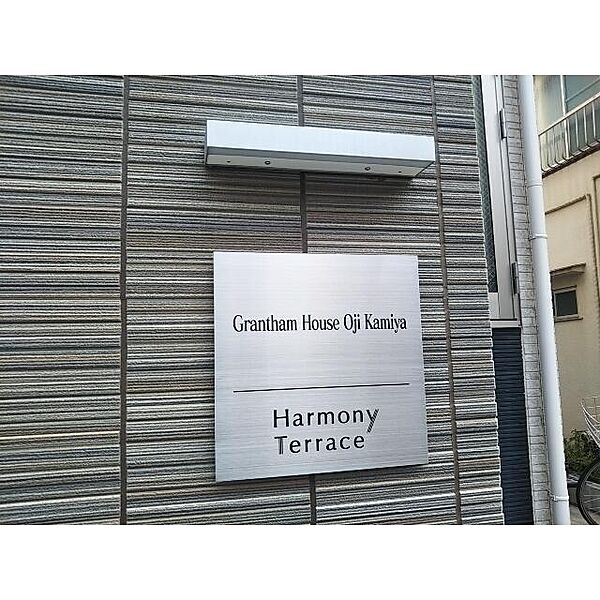 Grantham House Oji Kamiya
Harmony
Terrace